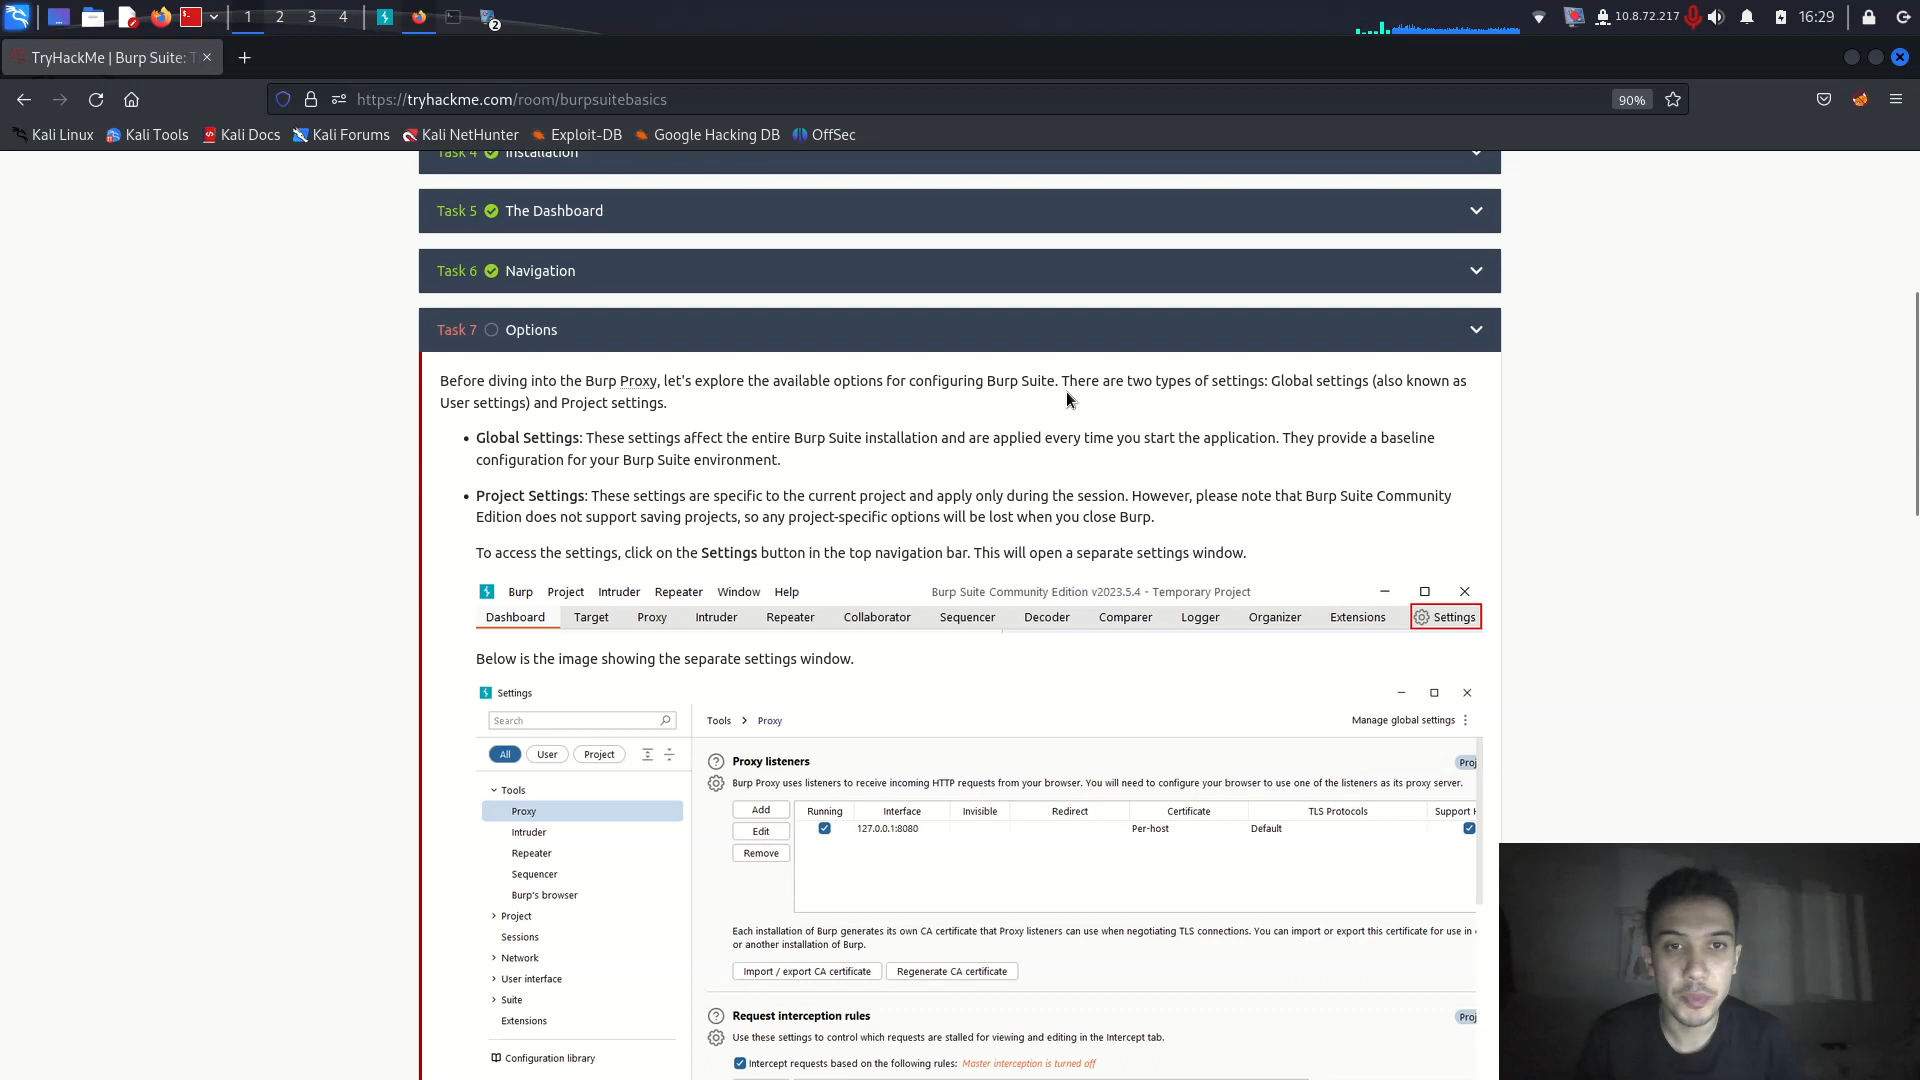 1
2
3
4
2
10.8.72.217
16:29
TryHackMe | Burp Suite: T
https://tryhackme.com/room/burpsuitebasics
90%
Kali Linux
Kali Tools
Kali Docs
Kali Forums
Kali NetHunter
Exploit-DB
Google Hacking DB
OffSec
Task 4 Installation
Task 5 The Dashboard
Task 6 Navigation
Task 7 Options
Before diving into the Burp Proxy, let's explore the available options for configuring Burp Suite. There are two types of settings: Global settings (also known as
User settings) and Project settings.
• Global Settings: These settings affect the entire Burp Suite installation and are applied every time you start the application. They provide a baseline
configuration for your Burp Suite environment.
• Project Settings: These settings are specific to the current project and apply only during the session. However, please note that Burp Suite Community
Edition does not support saving projects, so any project-specific options will be lost when you close Burp.
To access the settings, click on the Settings button in the top navigation bar. This will open a separate settings window.
Burp Project Intruder Repeater Window Help Burp Suite Community Edition v2023.5.4 - Temporary Project
Dashboard Target Proxy Intruder Repeater Collaborator Sequencer Decoder Comparer Logger Organizer Extensions Settings
Below is the image showing the separate settings window.
Settings
Search
Tools > Proxy
Manage global settings
All User Project
Proxy listeners
Proj
Burp Proxy uses listeners to receive incoming HTTP requests from your browser. You will need to configure your browser to use one of the listeners as its proxy server.
Tools
Proxy
Intruder
Repeater
Sequencer
Burp's browser
Project
Sessions
Network
User interface
Suite
Extensions
Configuration library
Add
Edit
Remove
Running Interface Invisible Redirect Certificate TLS Protocols Support H
127.0.0.1:8080 Per-host Default
Each installation of Burp generates its own CA certificate that Proxy listeners can use when negotiating TLS connections. You can import or export this certificate for use in
or another installation of Burp.
Import / export CA certificate
Regenerate CA certificate
Request interception rules
Proj
Use these settings to control which requests are stalled for viewing and editing in the Intercept tab.
Intercept requests based on the following rules: Master interception is turned off